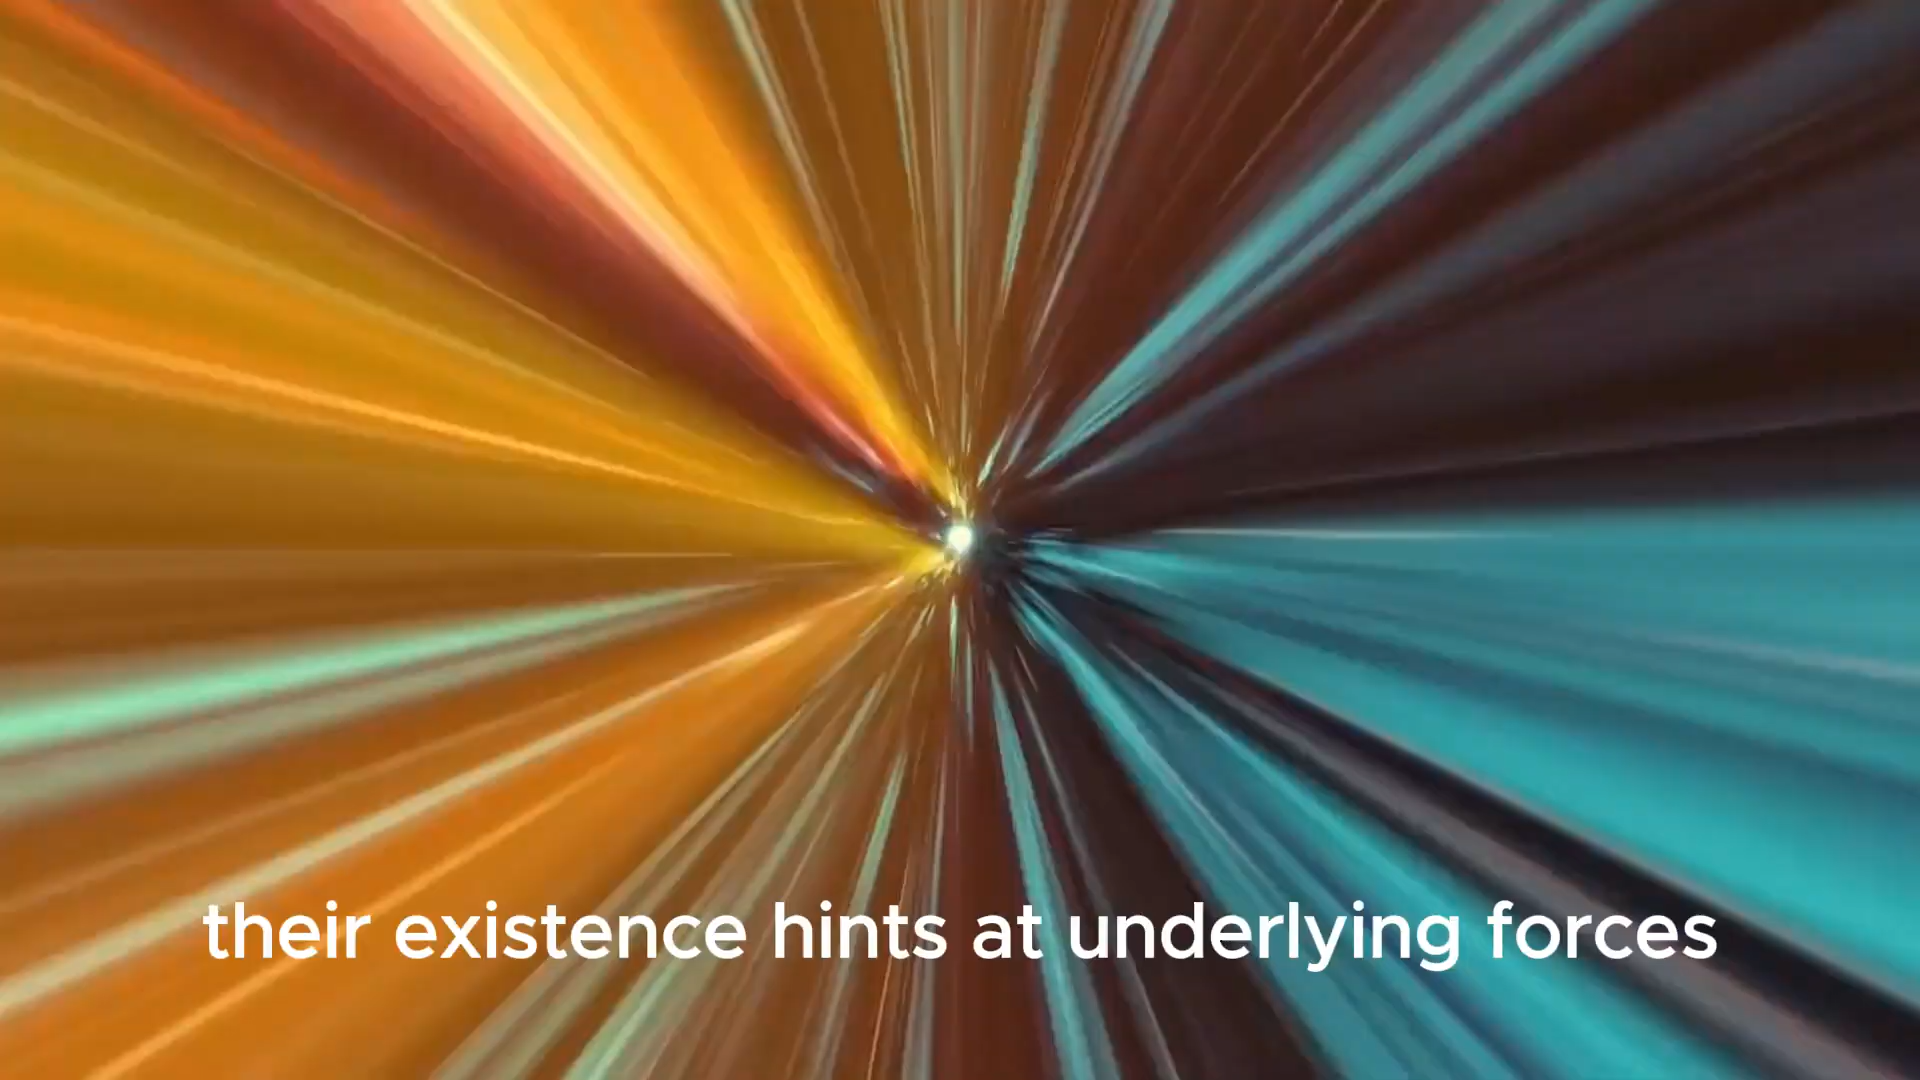 their existence hints at underlying forces